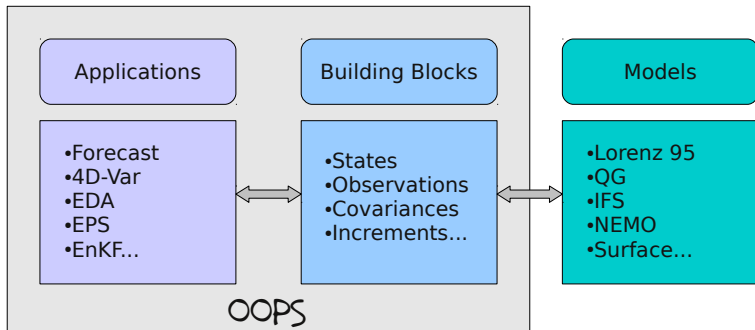 Applications
Building Blocks
Models
•Forecast
•4D-Var
•EDA
•EPS
•EnKF...
•States
•Observations
•Covariances
•Increments...
•Lorenz 95
•QG
•IFS
•NEMO
•Surface...
OOPS